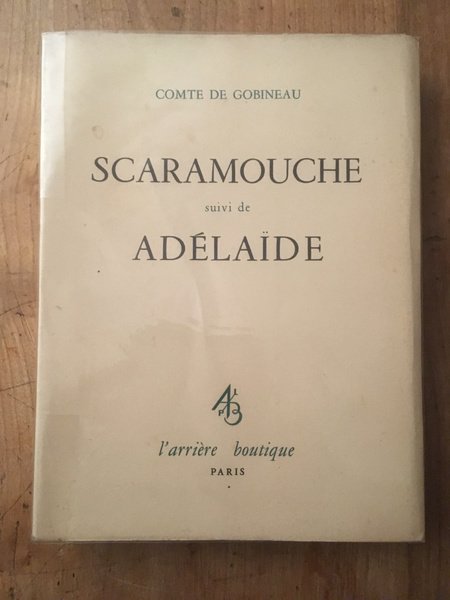 COMTE DE GOBINEAU
SCARAMOUCHE
suivi de
ADÉLAÏDE
l'arrière boutique
PARIS